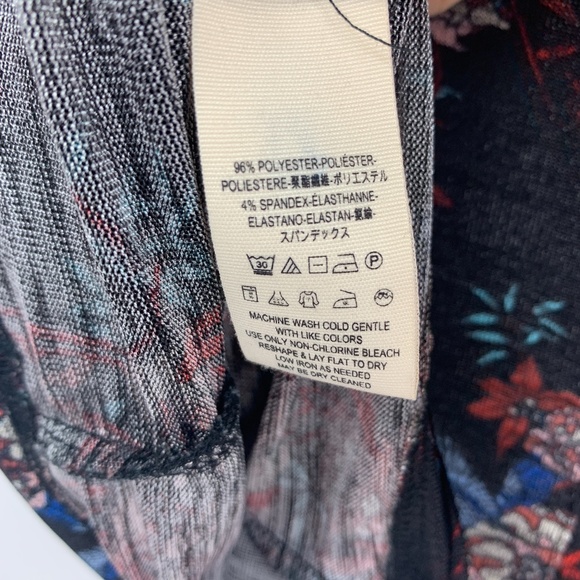 96% POLYESTER-POLIÉSTER-
POLIESTERE-聚酯纖維-ポリエステル
4% SPANDEX-ÉLASTHANNE-
ELASTANO-ELASTAN-氨綸-
スパンデックス
30 P
MACHINE WASH COLD GENTLE
WITH LIKE COLORS
USE ONLY NON-CHLORINE BLEACH
RESHAPE & LAY FLAT TO DRY
LOW IRON AS NEEDED
MAY BE DRY CLEANED